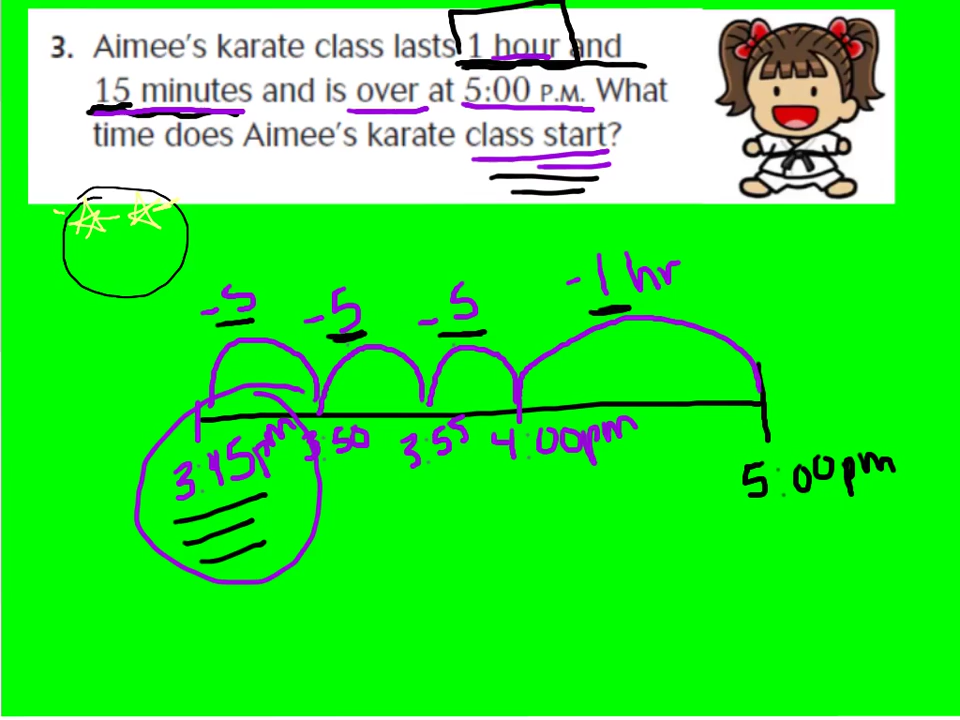 3. Aimee's karate class lasts 1 hour and
15 minutes and is over at 5:00 P.M. What
time does Aimee's karate class start?
-5 -5 -5 -1 hr
3:45pm 3:50 3:55 4:00pm 5:00pm